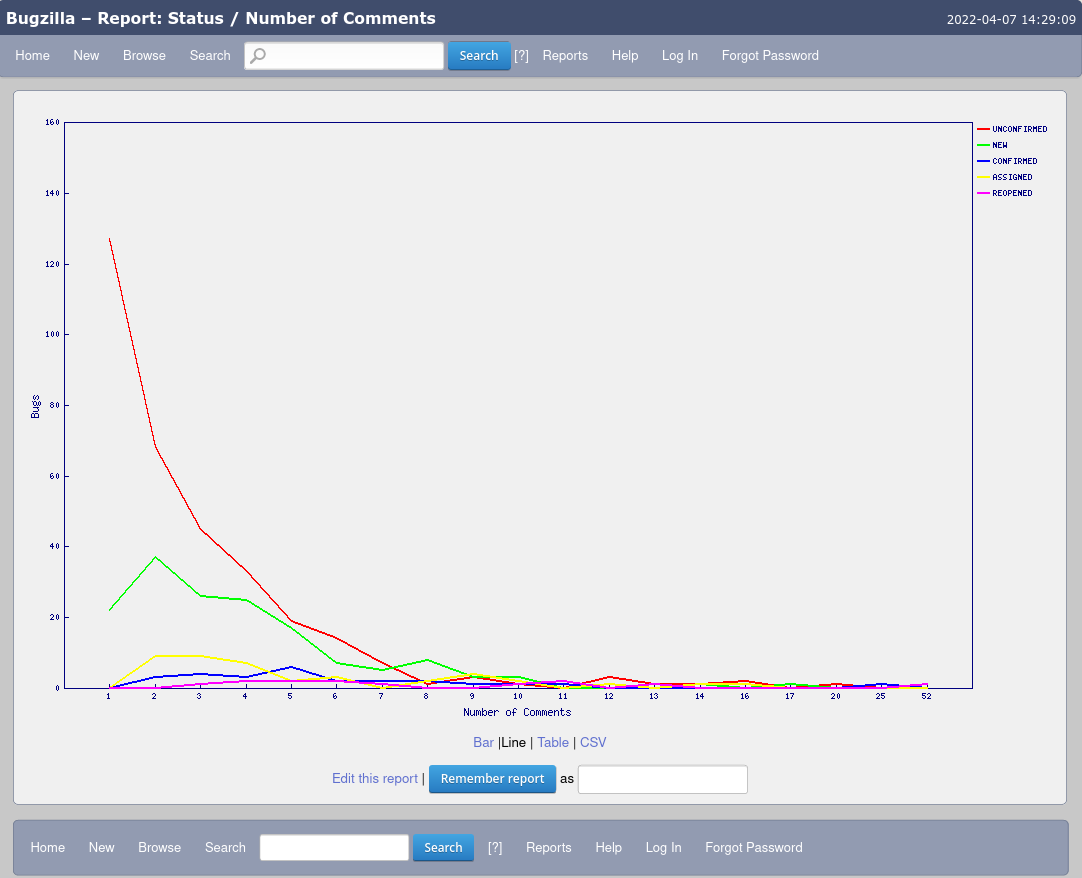 Bugzilla – Report: Status / Number of Comments
2022-04-07 14:29:09
Home New Browse Search Search [?] Reports Help Log In Forgot Password
160
140
120
100
80
60
40
20
0
Bugs
UNCONFIRMED
NEW
CONFIRMED
ASSIGNED
REOPENED
1 2 3 4 5 6 7 8 9 10 11 12 13 14 16 17 20 25 52
Number of Comments
Bar |Line | Table | CSV
Edit this report | Remember report as
Home New Browse Search Search [?] Reports Help Log In Forgot Password